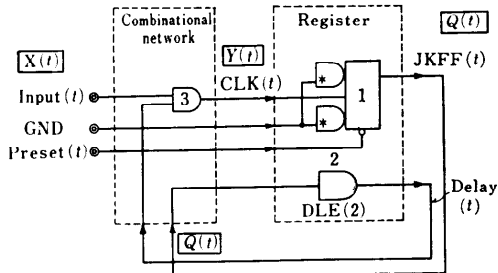 Combinational
network
Register
Q(t)
X(t)
Y(t)
JKFF(t)
Input(t)
3
CLK(t)
*
1
GND
*
Preset(t)
2
DLE(2)
Delay
(t)
Q(t)